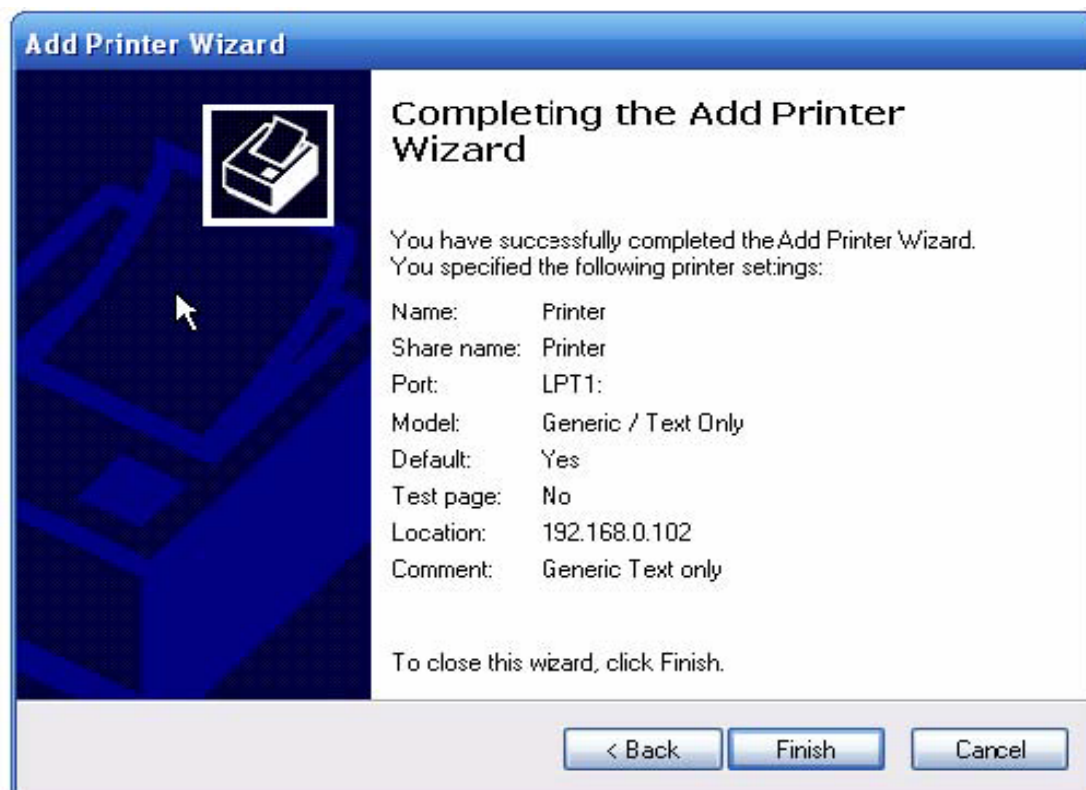 Add Printer Wizard
Completing the Add Printer
Wizard
You have successfully completed the Add Printer Wizard.
You specified the following printer settings:
Name: Printer
Share name: Printer
Port: LPT1:
Model: Generic / Text Only
Default: Yes
Test page: No
Location: 192.168.0.102
Comment: Generic Text only
To close this wizard, click Finish.
< Back Finish Cancel